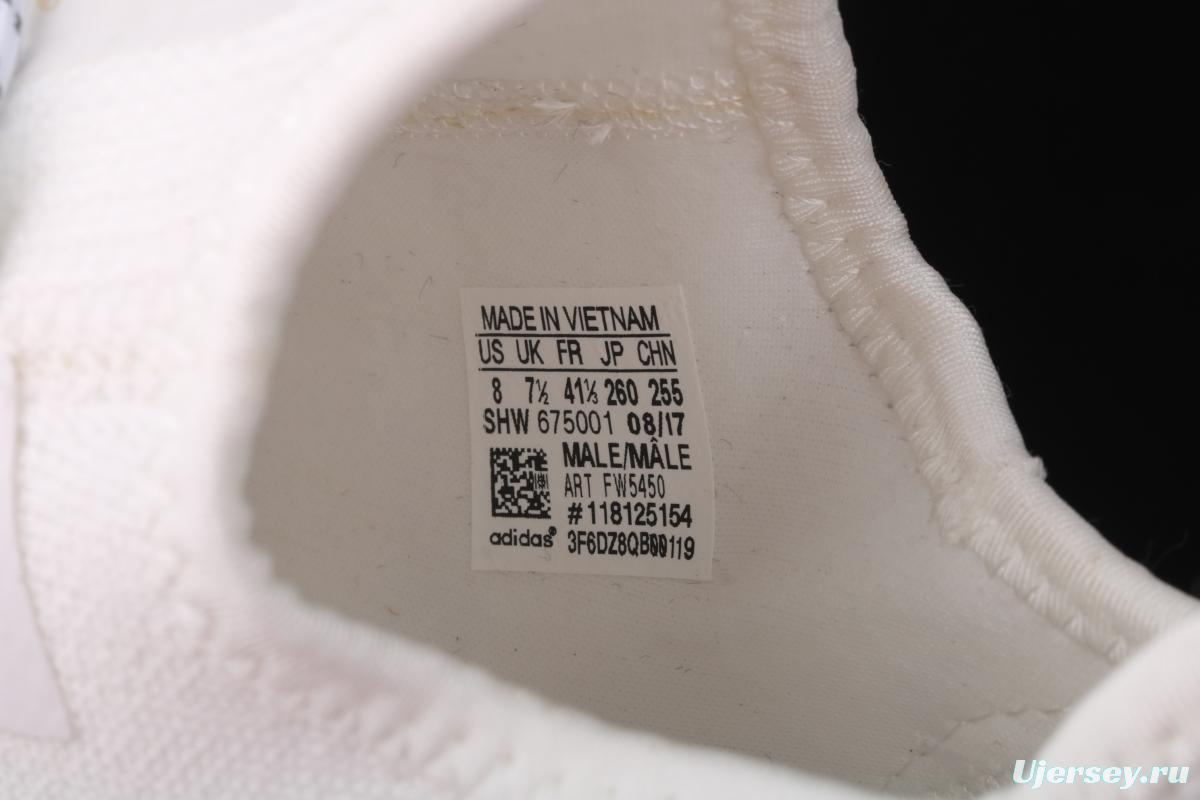 MADE IN VIETNAM
US UK FR JP CHN
8 7½ 41⅓ 260 255
SHW 675001 08/17
MALE/MÂLE
ART FW5450
#118125154
adidas® 3F6DZ8QB00119
Ujersey.ru